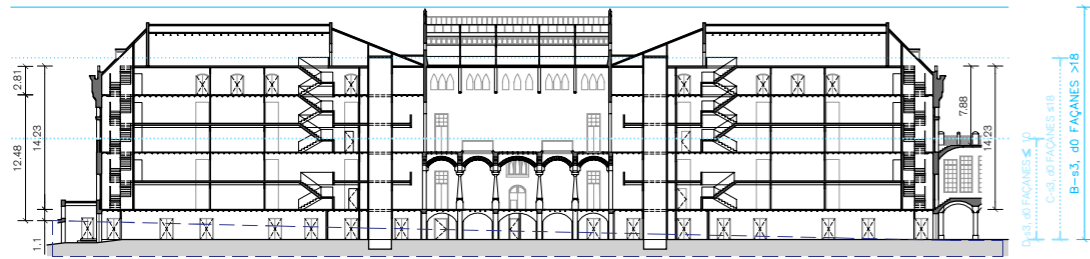 2.81
14.23
12.48
1.1
7.88
14.23
D-s3, d0 FAÇANES ≤ 10
C-s3, d0 FAÇANES ≤18
B-s3, d0 FAÇANES >18